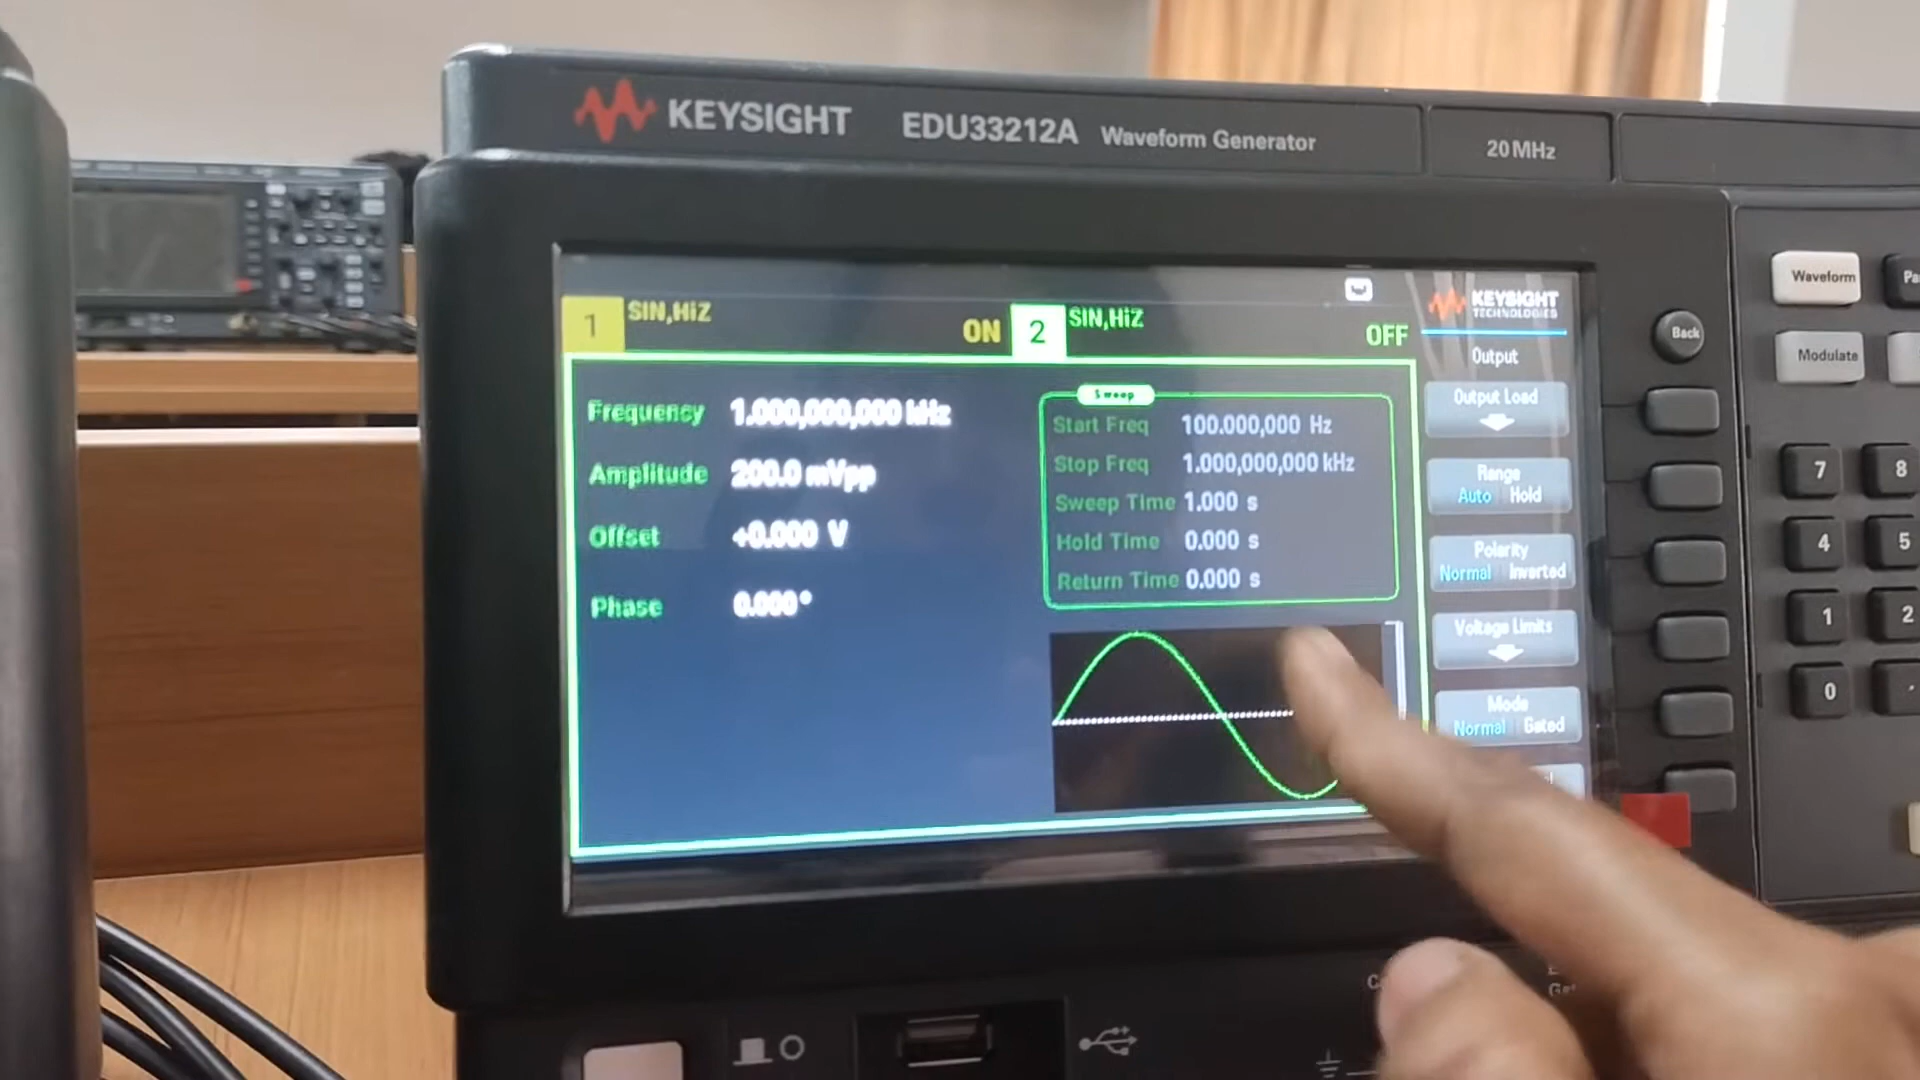 KEYSIGHT EDU33212A Waveform Generator 20 MHz
1 SIN,HiZ ON 2 SIN,HiZ OFF
KEYSIGHT
TECHNOLOGIES
Output
Frequency 1.000,000,000 kHz
Amplitude 200.0 mVpp
Offset +0.000 V
Phase 0.000°
Sweep
Start Freq 100.000,000 Hz
Stop Freq 1.000,000,000 kHz
Sweep Time 1.000 s
Hold Time 0.000 s
Return Time 0.000 s
Output Load
Range
Auto Hold
Polarity
Normal Inverted
Voltage Limits
Mode
Normal Gated
Back
Waveform
Modulate
7 8
4 5
1 2
0 .